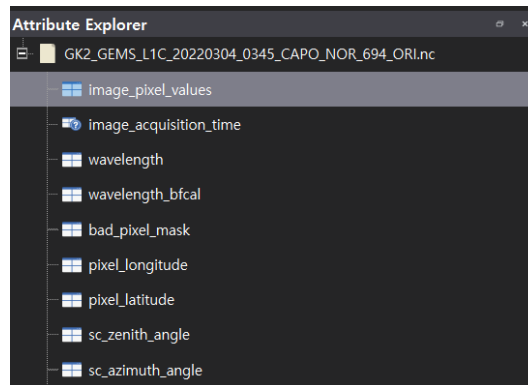 Attribute Explorer
GK2_GEMS_L1C_20220304_0345_CAPO_NOR_694_ORI.nc
image_pixel_values
image_acquisition_time
wavelength
wavelength_bfcal
bad_pixel_mask
pixel_longitude
pixel_latitude
sc_zenith_angle
sc_azimuth_angle